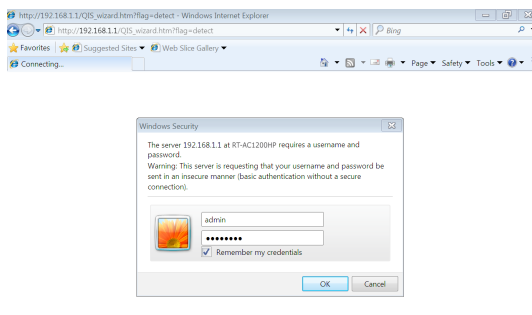 http://192.168.1.1/QIS_wizard.htm?flag=detect - Windows Internet Explorer
http://192.168.1.1/QIS_wizard.htm?flag=detect
Bing
Favorites Suggested Sites Web Slice Gallery
Connecting... Page Safety Tools
Windows Security
The server 192.168.1.1 at RT-AC1200HP requires a username and
password.
Warning: This server is requesting that your username and password be
sent in an insecure manner (basic authentication without a secure
connection).
admin
••••••••
Remember my credentials
OK Cancel